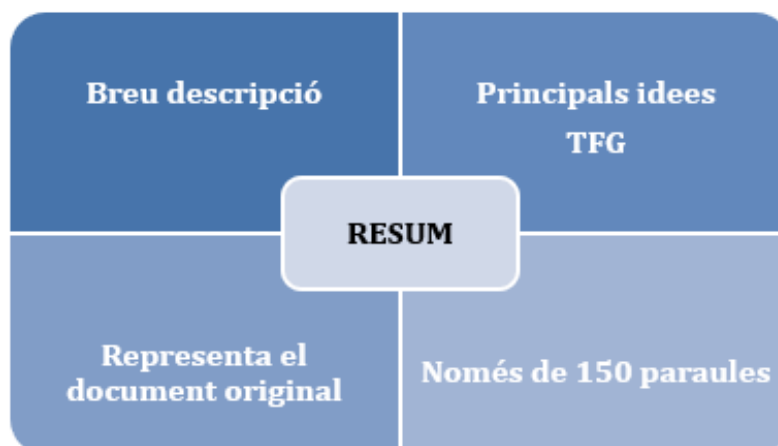 Breu descripció
Principals idees
TFG
RESUM
Representa el
document original
Només de 150 paraules